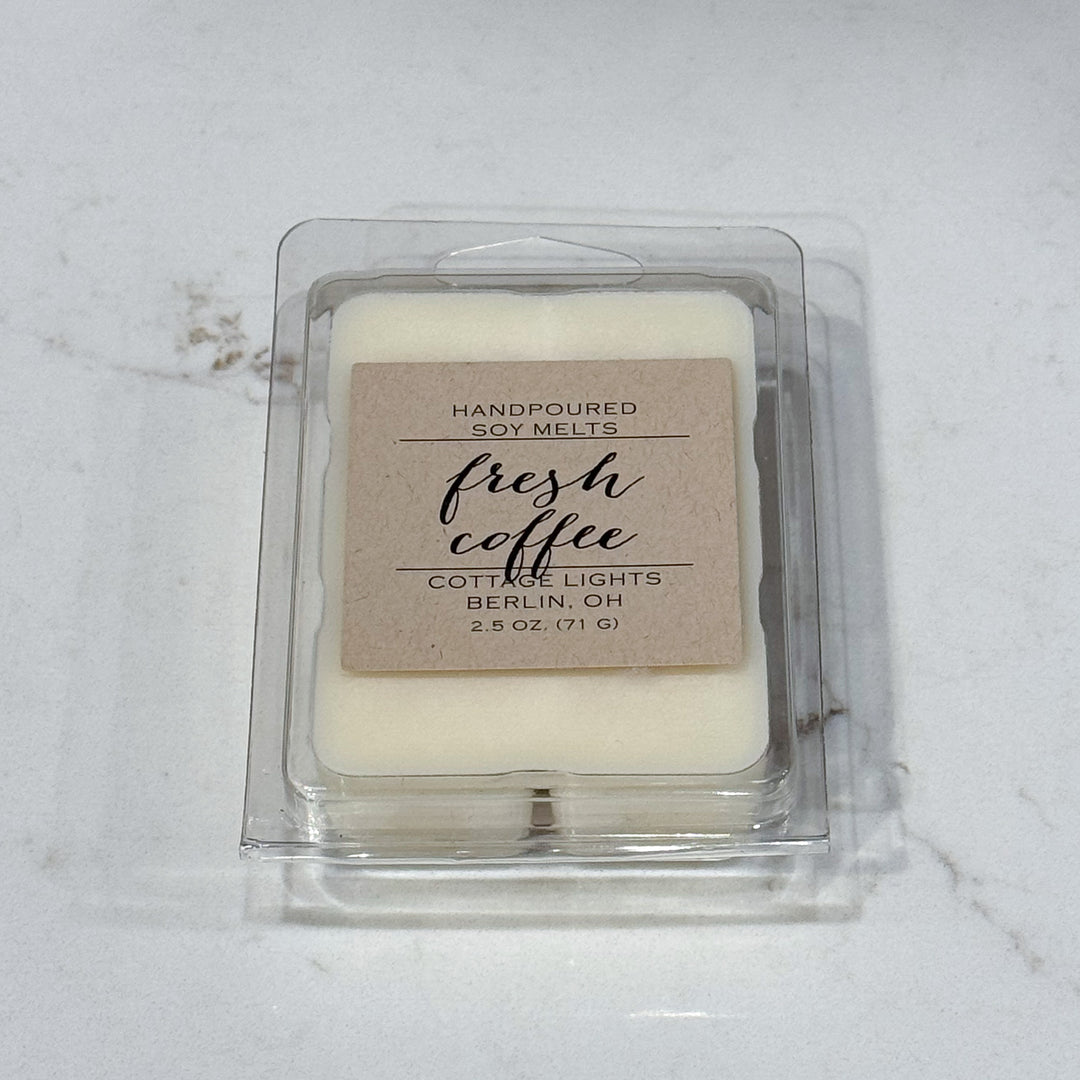 HANDPOURED
SOY MELTS
fresh
coffee
COTTAGE LIGHTS
BERLIN, OH
2.5 OZ. (71 G)